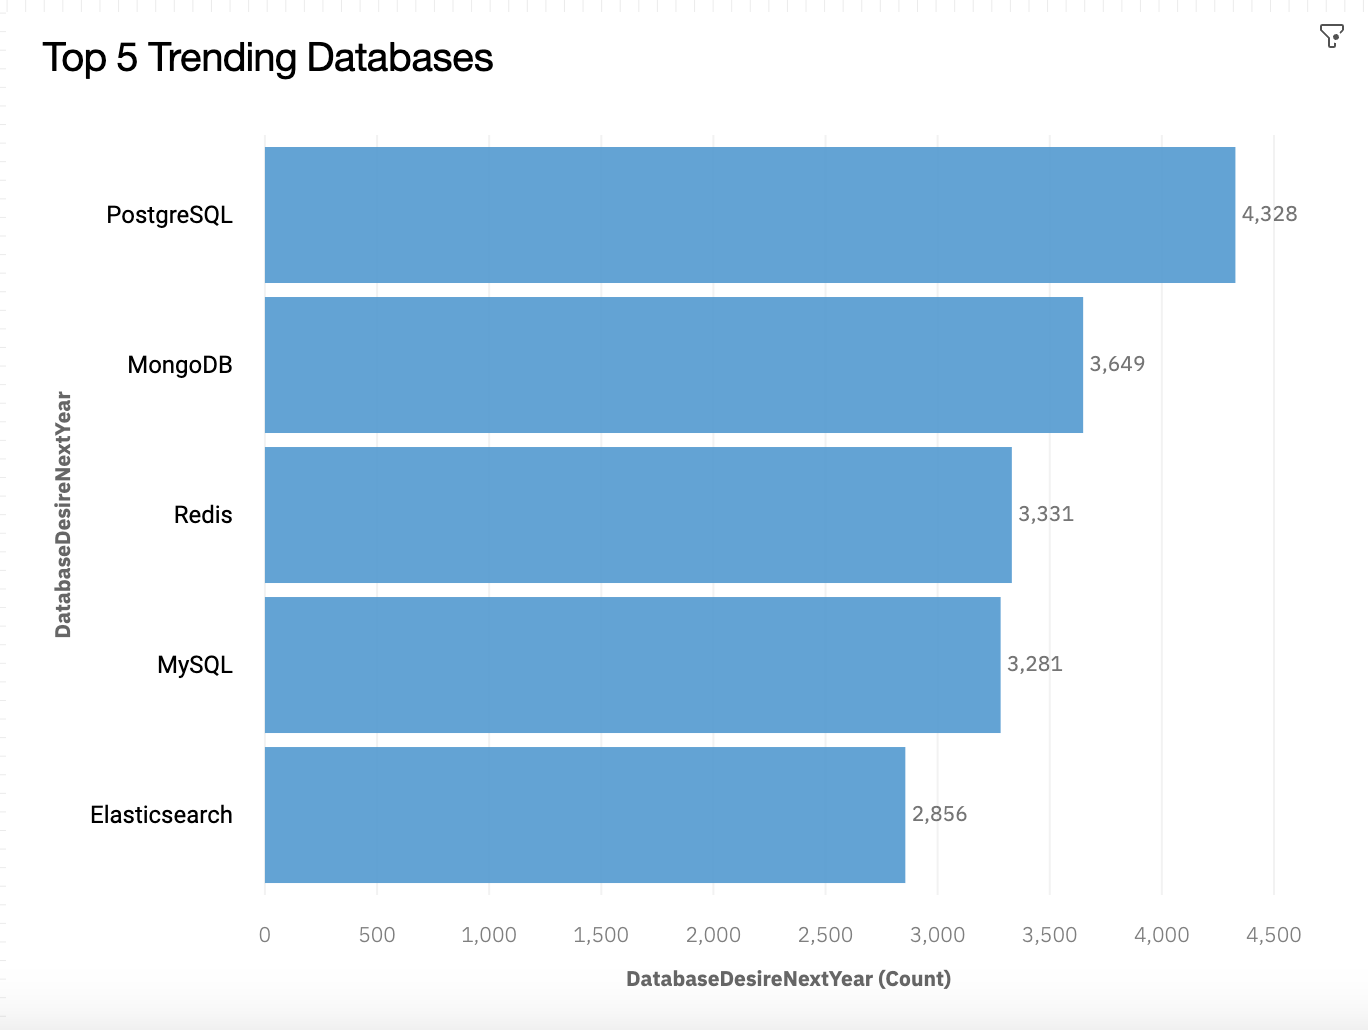 Top 5 Trending Databases
DatabaseDesireNextYear
PostgreSQL 4,328
MongoDB 3,649
Redis 3,331
MySQL 3,281
Elasticsearch 2,856
0 500 1,000 1,500 2,000 2,500 3,000 3,500 4,000 4,500
DatabaseDesireNextYear (Count)